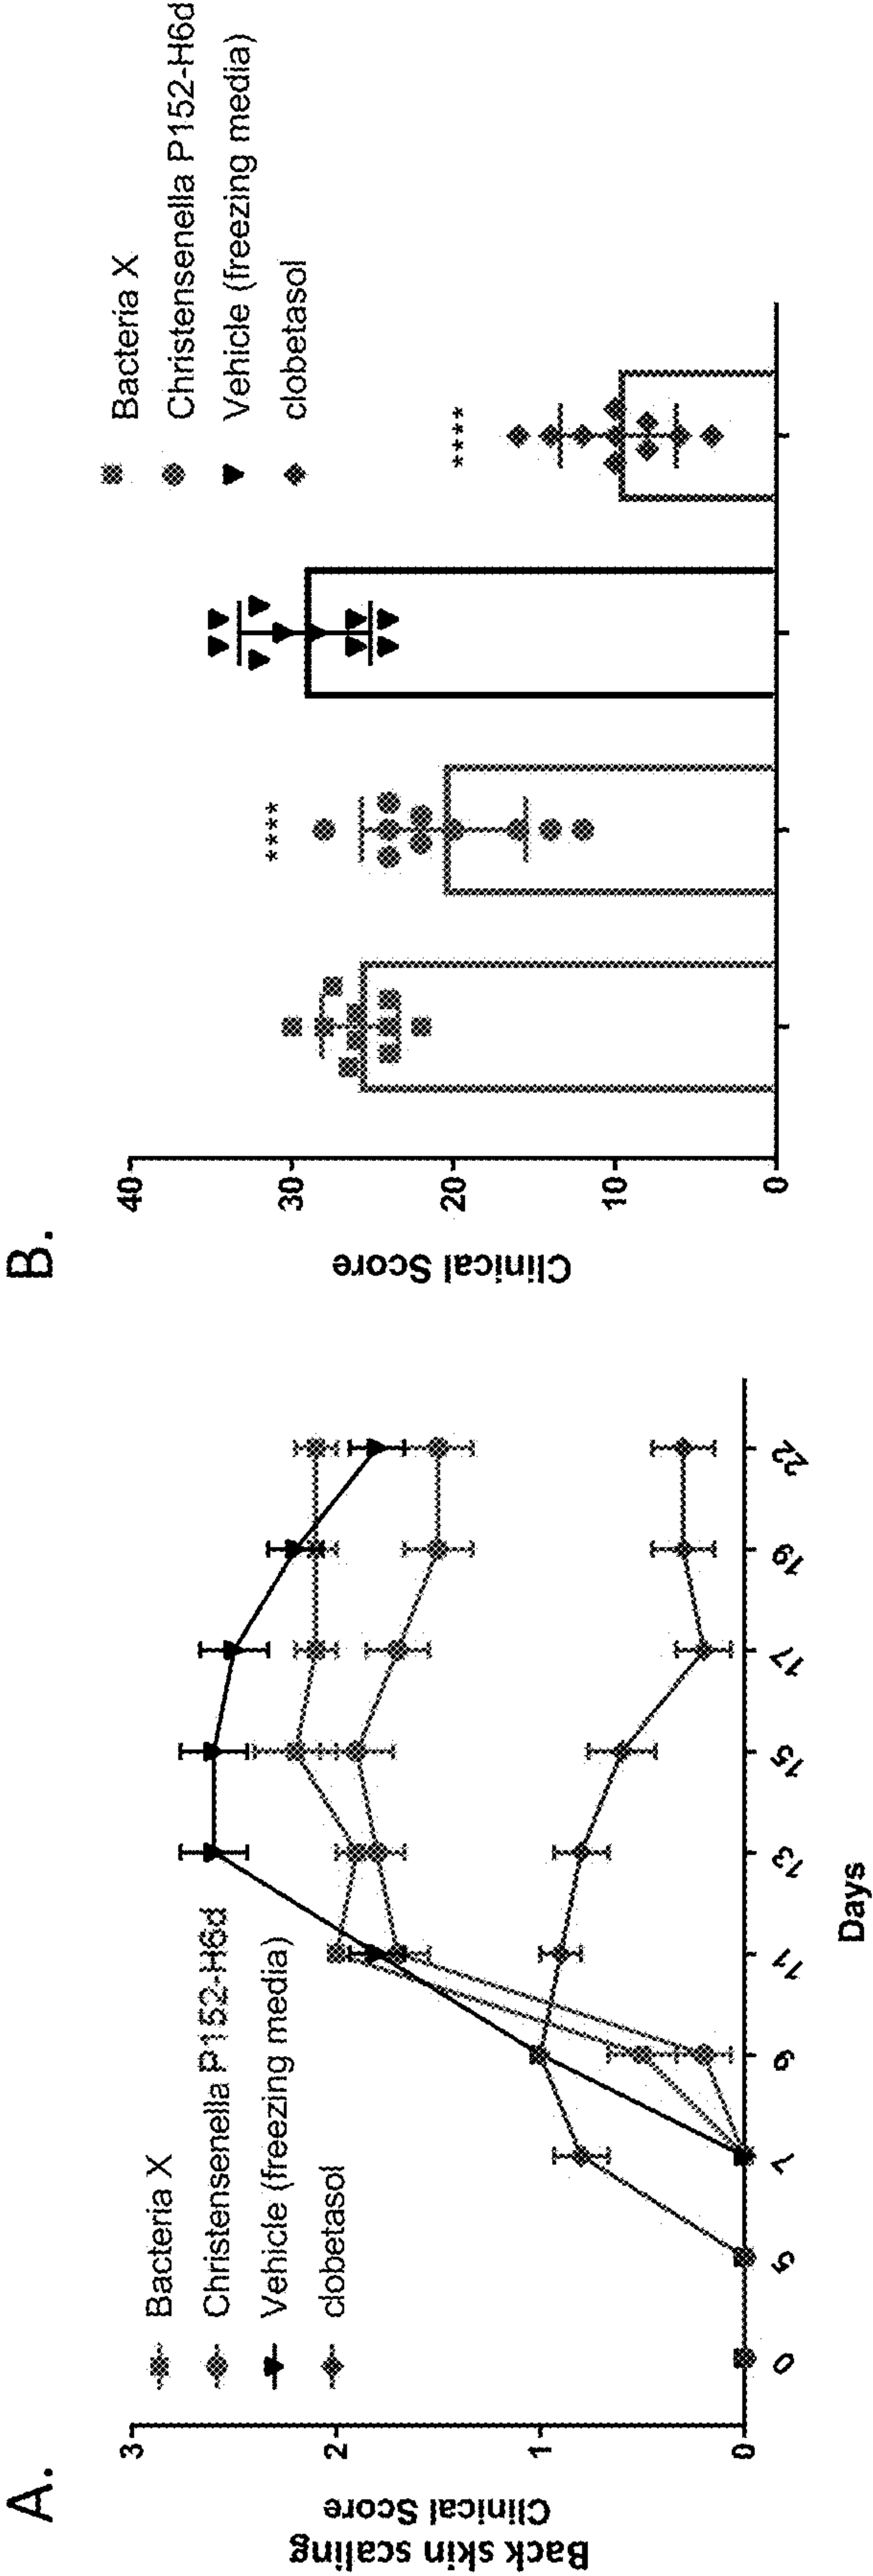 A.
Back skin scaling
Clinical Score
3
2
1
0
Bacteria X
Christensenella P152-H6d
Vehicle (freezing media)
clobetasol
0
5
7
9
11
13
15
17
19
22
Days
B.
Clinical Score
40
30
20
10
0
Bacteria X
Christensenella P152-H6d
Vehicle (freezing media)
clobetasol
****
****